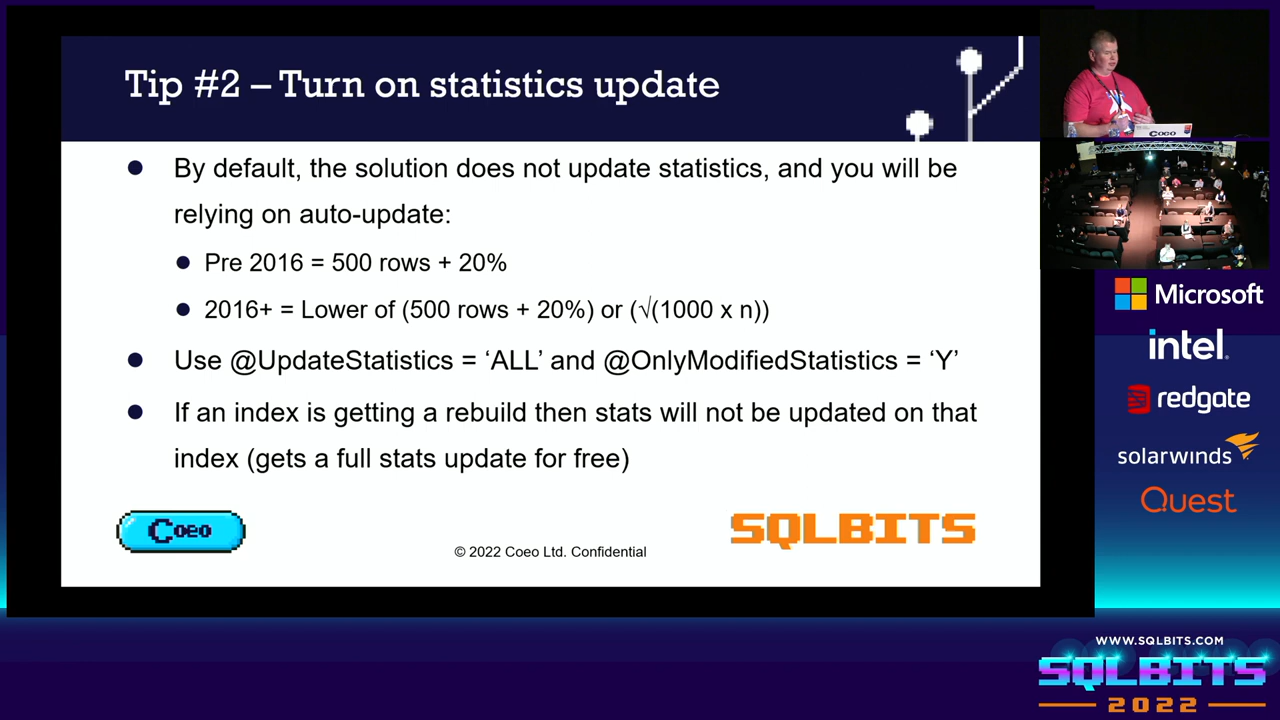 Tip #2 – Turn on statistics update
● By default, the solution does not update statistics, and you will be
relying on auto-update:
● Pre 2016 = 500 rows + 20%
● 2016+ = Lower of (500 rows + 20%) or (√(1000 x n))
● Use @UpdateStatistics = ‘ALL’ and @OnlyModifiedStatistics = ‘Y’
● If an index is getting a rebuild then stats will not be updated on that
index (gets a full stats update for free)
Coeo
© 2022 Coeo Ltd. Confidential
SQLBITS
COEO
Microsoft
intel.
redgate
solarwinds
Quest
WWW.SQLBITS.COM
SQLBITS
2022